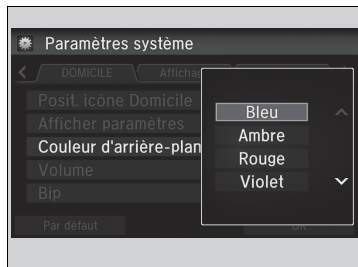 Paramètres système
DOMICILE
Affichag
Posit. icône Domicile
Afficher paramètres
Couleur d'arrière-plan
Volume
Bip
Par défaut
OK
Bleu
Ambre
Rouge
Violet